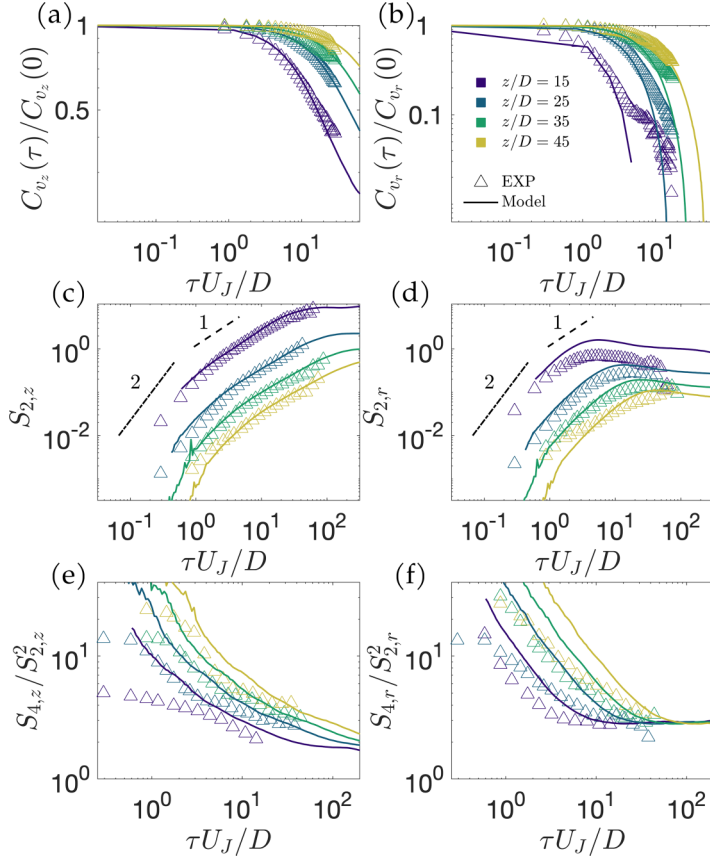 (a)
(b)
1
0.5
C_{v_z}(τ)/C_{v_z}(0)
10^{-1} 10^0 10^1
τU_J/D
1
0.1
C_{v_r}(τ)/C_{v_r}(0)
z/D = 15
z/D = 25
z/D = 35
z/D = 45
EXP
Model
10^{-1} 10^0 10^1
τU_J/D
(c)
(d)
1
2
10^0
10^{-2}
S_{2,z}
10^{-1} 10^0 10^1 10^2
τU_J/D
1
2
10^0
10^{-2}
S_{2,r}
10^{-1} 10^0 10^1 10^2
τU_J/D
(e)
(f)
10^1
10^0
S_{4,z}/S_{2,z}^2
10^0 10^1 10^2
τU_J/D
10^1
10^0
S_{4,r}/S_{2,r}^2
10^0 10^1 10^2
τU_J/D